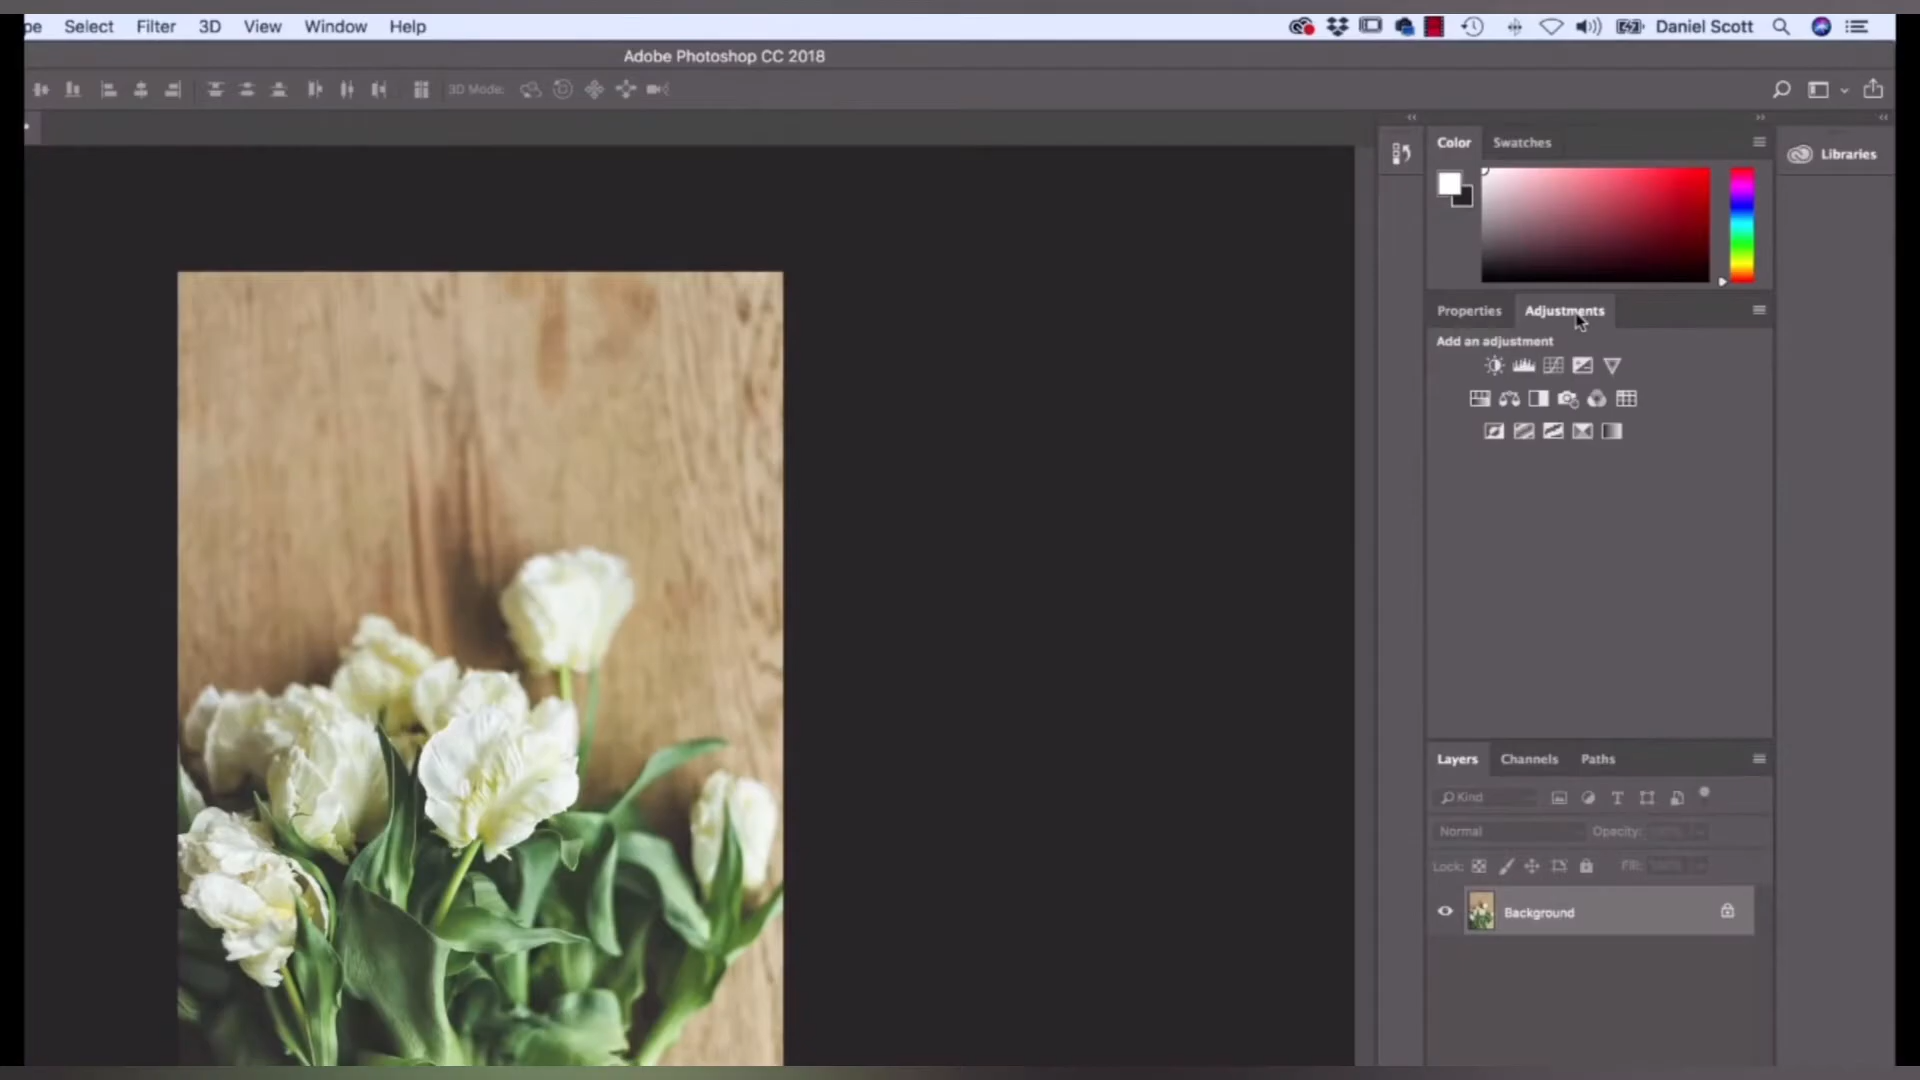 pe Select Filter 3D View Window Help Daniel Scott
Adobe Photoshop CC 2018
3D Mode:
Color Swatches
Libraries
Properties Adjustments
Add an adjustment
Layers Channels Paths
Kind
Normal Opacity:
Lock: Fill:
Background